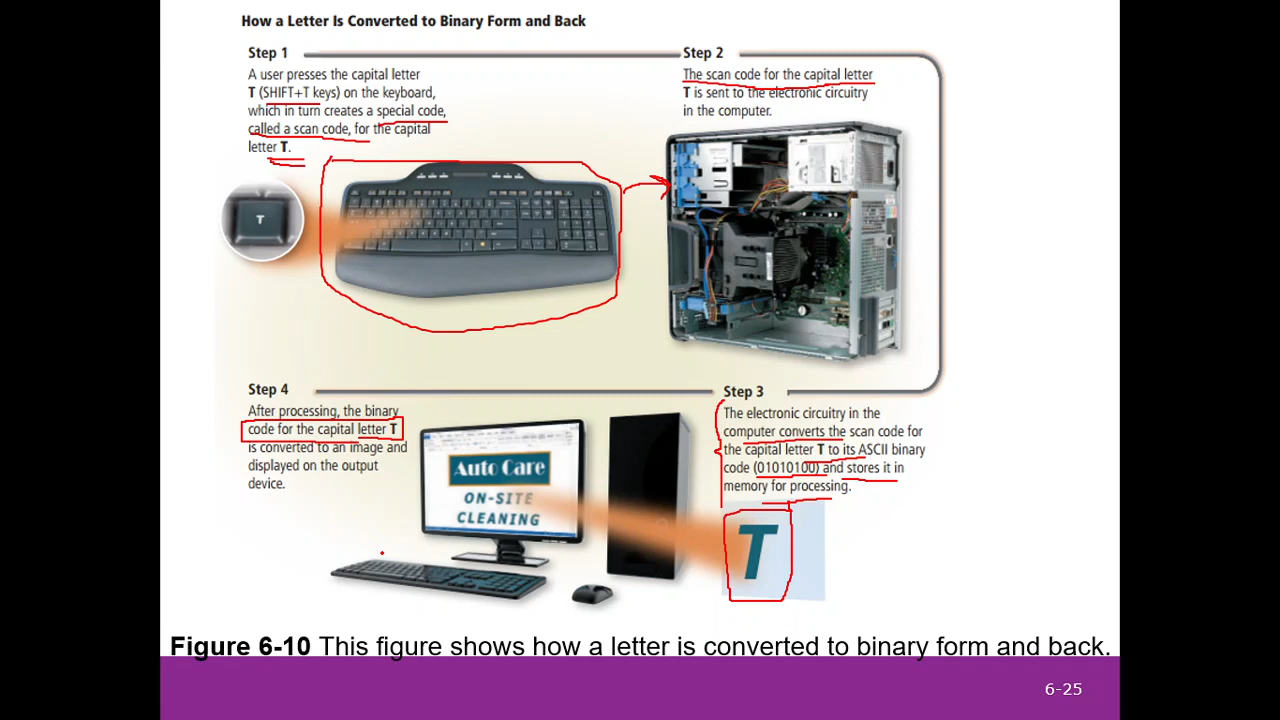 How a Letter Is Converted to Binary Form and Back
Step 1
A user presses the capital letter
T (SHIFT+T keys) on the keyboard,
which in turn creates a special code,
called a scan code, for the capital
letter T.
T
Step 2
The scan code for the capital letter
T is sent to the electronic circuitry
in the computer.
Step 3
The electronic circuitry in the
computer converts the scan code for
the capital letter T to its ASCII binary
code (01010100) and stores it in
memory for processing.
T
Step 4
After processing, the binary
code for the capital letter T
is converted to an image and
displayed on the output
device.
Auto Care
ON-SITE
CLEANING
Figure 6-10 This figure shows how a letter is converted to binary form and back.
6-25